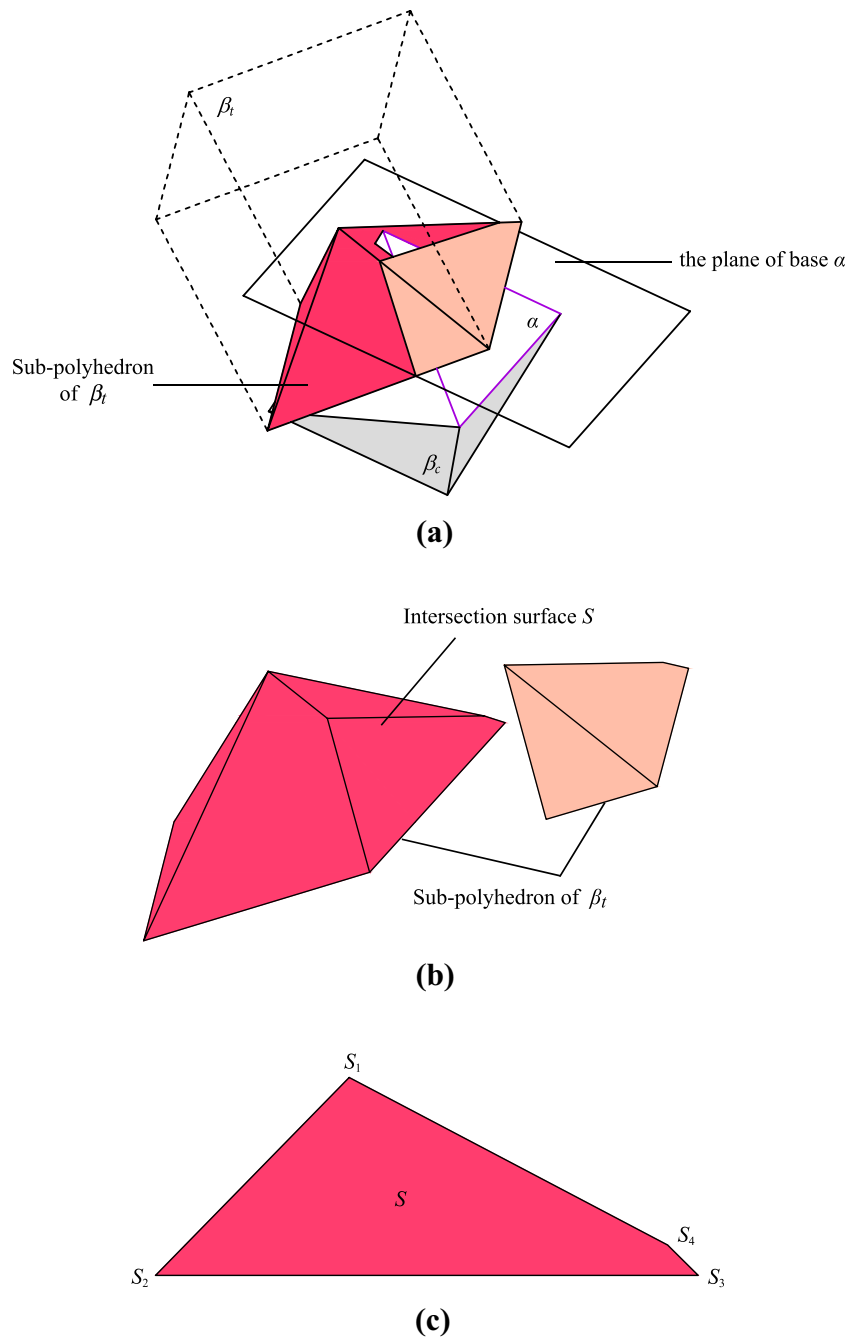 βt
the plane of base α
α
Sub-polyhedron
of βt
βc
(a)
Intersection surface S
Sub-polyhedron of βt
(b)
S1
S
S4
S2
S3
(c)